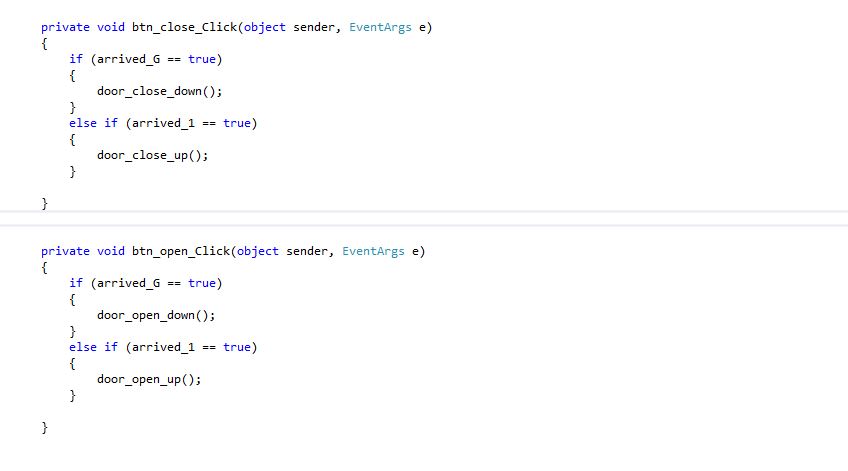 private void btn_close_Click(object sender, EventArgs e)
{
    if (arrived_G == true)
    {
        door_close_down();
    }
    else if (arrived_1 == true)
    {
        door_close_up();
    }
}
private void btn_open_Click(object sender, EventArgs e)
{
    if (arrived_G == true)
    {
        door_open_down();
    }
    else if (arrived_1 == true)
    {
        door_open_up();
    }
}